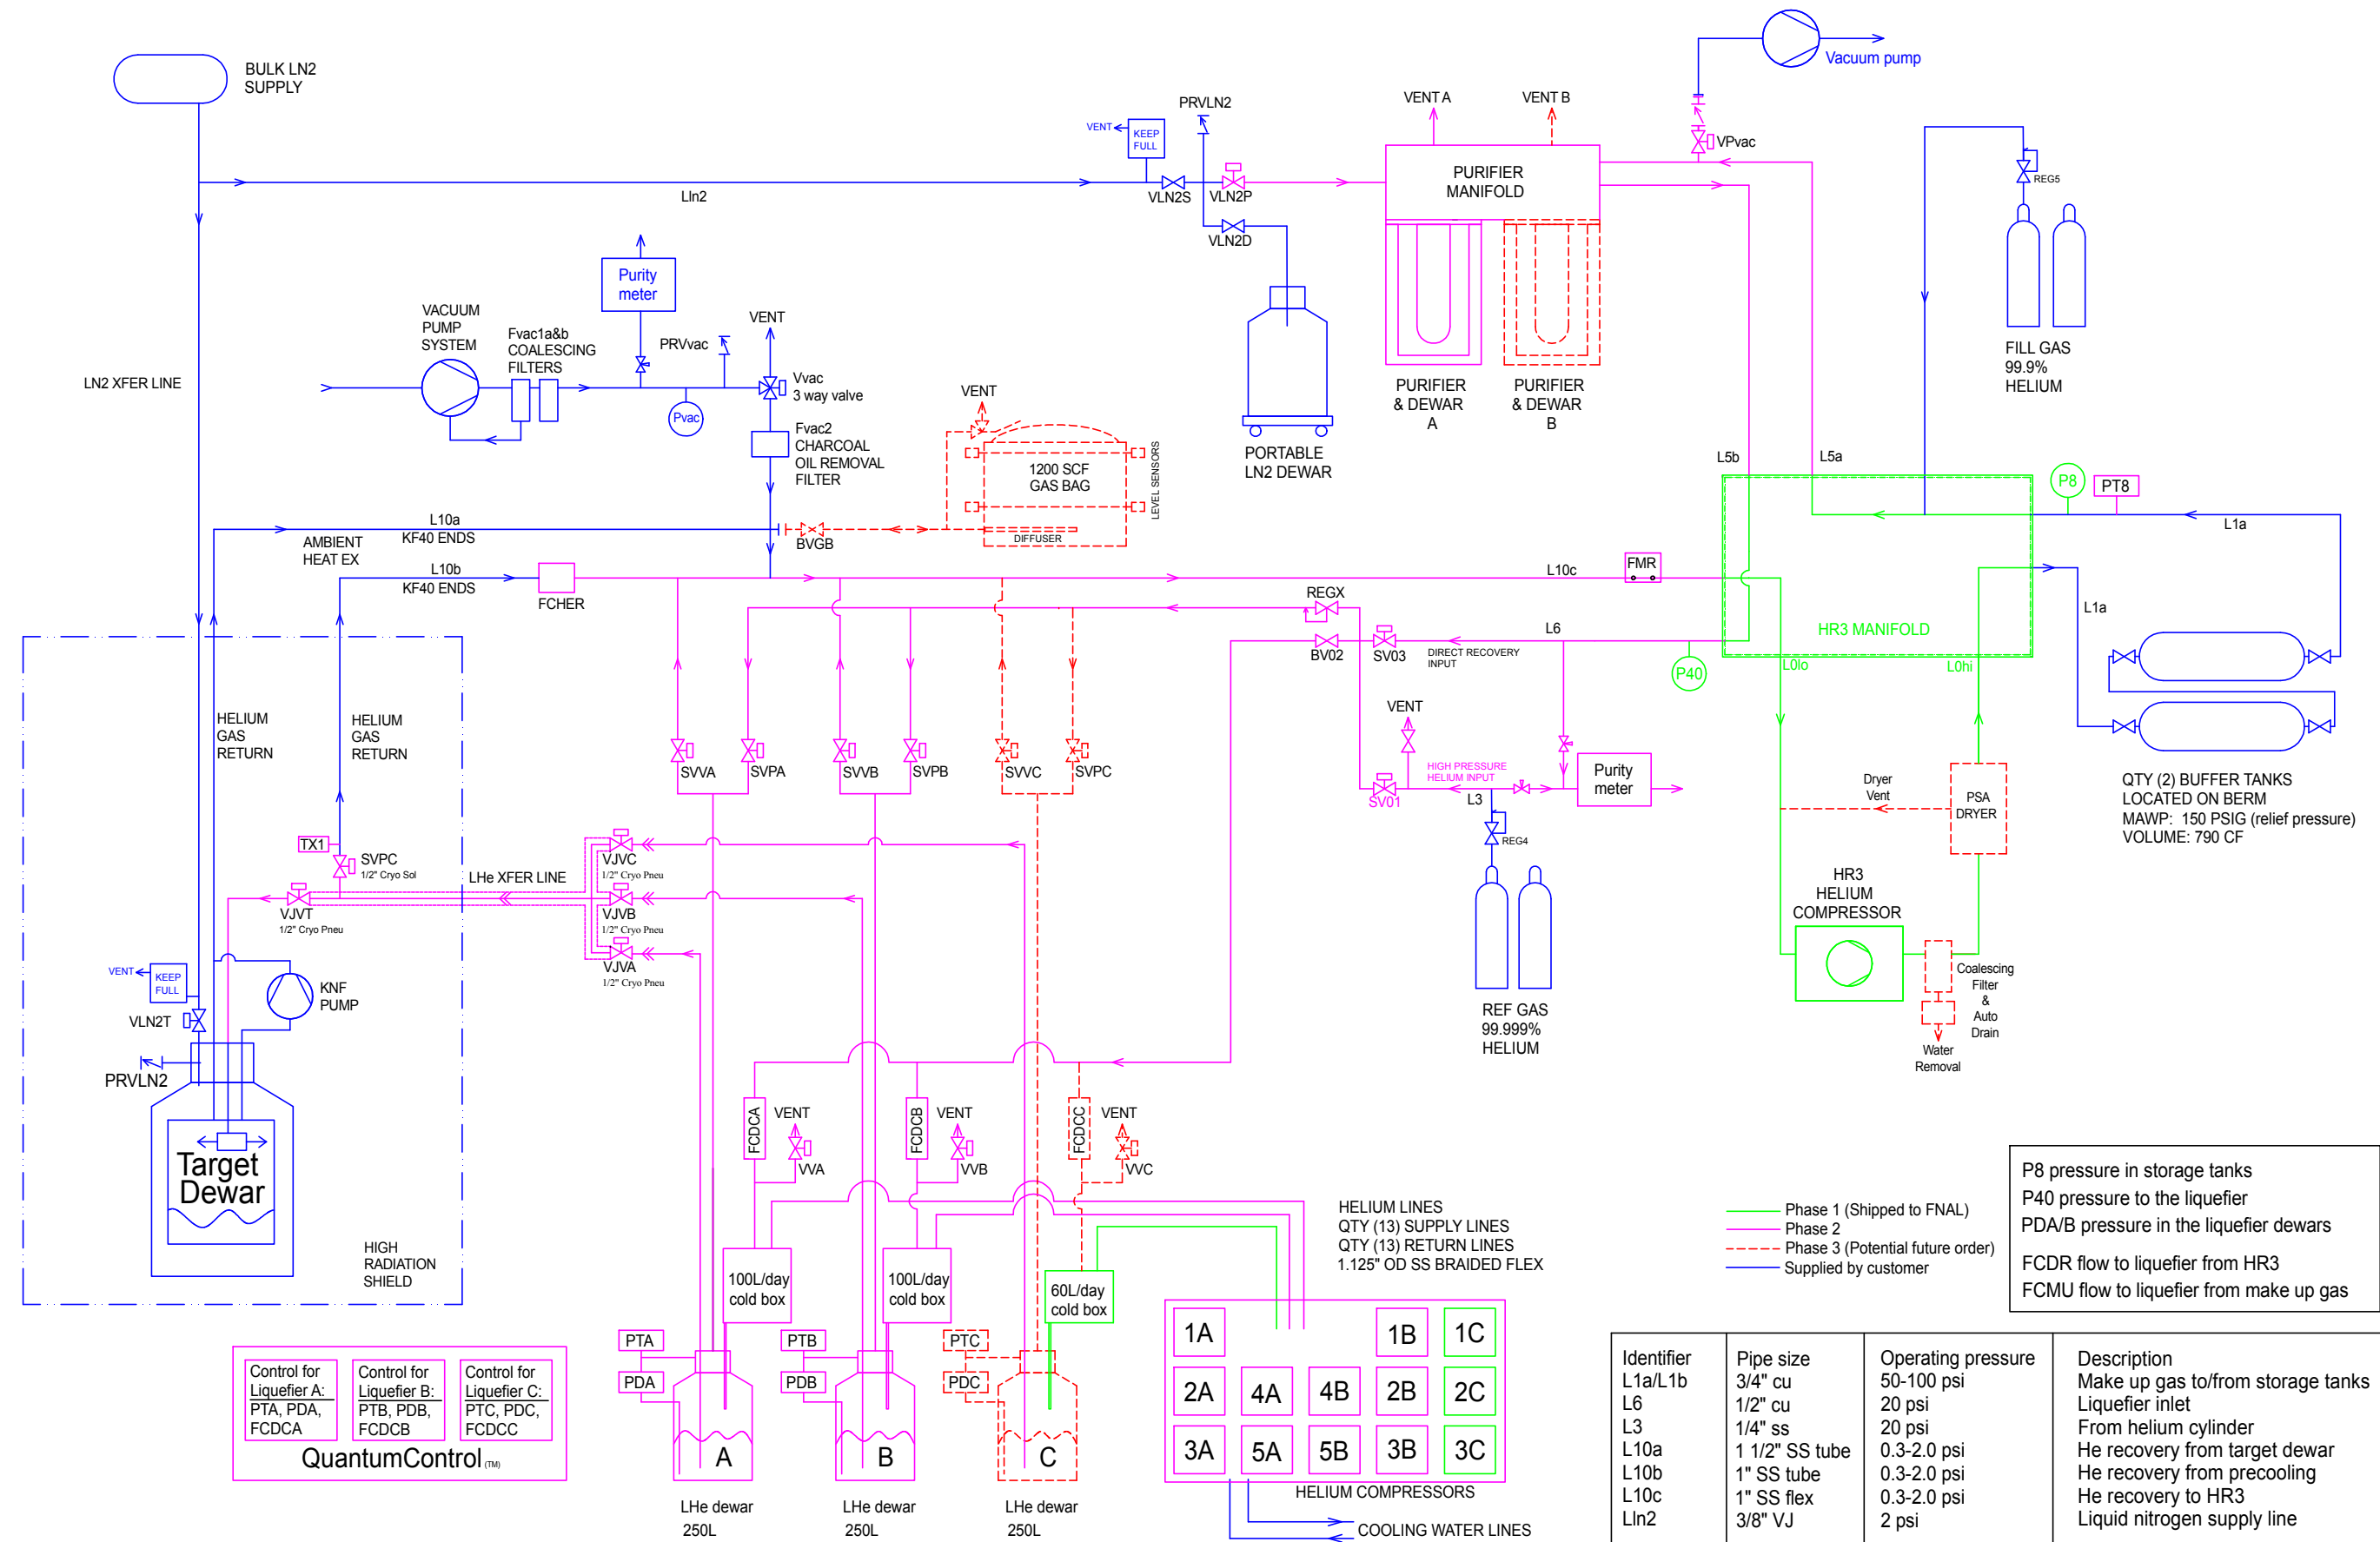 BULK LN2
SUPPLY
Vacuum pump
VENT
KEEP
FULL
PRVLN2
VLN2S
VLN2P
VLN2D
Lln2
VENT A
VENT B
PURIFIER
MANIFOLD
VPvac
REG5
FILL GAS
99.9%
HELIUM
PURIFIER
& DEWAR
A
PURIFIER
& DEWAR
B
PORTABLE
LN2 DEWAR
LN2 XFER LINE
VACUUM
PUMP
SYSTEM
Fvac1a&b
COALESCING
FILTERS
Purity
meter
PRVvac
Pvac
VENT
Vvac
3 way valve
Fvac2
CHARCOAL
OIL REMOVAL
FILTER
VENT
1200 SCF
GAS BAG
LEVEL SENSORS
DIFFUSER
BVGB
L10a
KF40 ENDS
AMBIENT
HEAT EX
L10b
KF40 ENDS
FCHER
L10c
FMR
L5b
L5a
P8
PT8
L1a
L1a
HR3 MANIFOLD
L0lo
L0hi
REGX
BV02
SV03
L6
DIRECT RECOVERY
INPUT
P40
HELIUM
GAS
RETURN
HELIUM
GAS
RETURN
SVVA
SVPA
SVVB
SVPB
SVVC
SVPC
VENT
HIGH PRESSURE
HELIUM INPUT
SV01
L3
REG4
Purity
meter
REF GAS
99.999%
HELIUM
Dryer
Vent
PSA
DRYER
HR3
HELIUM
COMPRESSOR
Coalescing
Filter
&
Auto
Drain
Water
Removal
QTY (2) BUFFER TANKS
LOCATED ON BERM
MAWP: 150 PSIG (relief pressure)
VOLUME: 790 CF
TX1
SVPC
1/2" Cryo Sol
LHe XFER LINE
VJVT
1/2" Cryo Pneu
VJVC
1/2" Cryo Pneu
VJVB
1/2" Cryo Pneu
VJVA
1/2" Cryo Pneu
VENT
KEEP
FULL
VLN2T
KNF
PUMP
PRVLN2
Target
Dewar
HIGH
RADIATION
SHIELD
FCDCA
VENT
VVA
FCDCB
VENT
VVB
FCDCC
VENT
VVC
100L/day
cold box
100L/day
cold box
60L/day
cold box
PTA
PDA
PTB
PDB
PTC
PDC
A
B
C
LHe dewar
250L
LHe dewar
250L
LHe dewar
250L
Control for
Liquefier A:
PTA, PDA,
FCDCA
Control for
Liquefier B:
PTB, PDB,
FCDCB
Control for
Liquefier C:
PTC, PDC,
FCDCC
QuantumControl (TM)
HELIUM LINES
QTY (13) SUPPLY LINES
QTY (13) RETURN LINES
1.125" OD SS BRAIDED FLEX
1A 1B 1C
2A 4A 4B 2B 2C
3A 5A 5B 3B 3C
HELIUM COMPRESSORS
COOLING WATER LINES
Phase 1 (Shipped to FNAL)
Phase 2
Phase 3 (Potential future order)
Supplied by customer
P8 pressure in storage tanks
P40 pressure to the liquefier
PDA/B pressure in the liquefier dewars
FCDR flow to liquefier from HR3
FCMU flow to liquefier from make up gas
Identifier Pipe size Operating pressure Description
L1a/L1b 3/4" cu 50-100 psi Make up gas to/from storage tanks
L6 1/2" cu 20 psi Liquefier inlet
L3 1/4" ss 20 psi From helium cylinder
L10a 1 1/2" SS tube 0.3-2.0 psi He recovery from target dewar
L10b 1" SS tube 0.3-2.0 psi He recovery from precooling
L10c 1" SS flex 0.3-2.0 psi He recovery to HR3
Lln2 3/8" VJ 2 psi Liquid nitrogen supply line